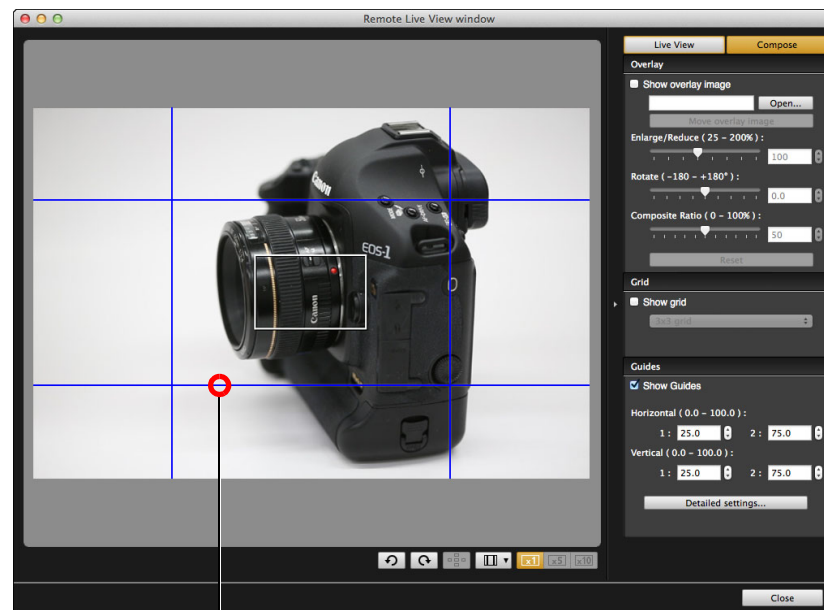 Remote Live View window
Live View Compose
Overlay
Show overlay image
Open...
Move overlay image
Enlarge/Reduce ( 25 – 200% ) :
100
Rotate ( –180 – +180° ) :
0.0
Composite Ratio ( 0 – 100% ) :
50
Reset
Grid
Show grid
3x3 grid
Guides
Show Guides
Horizontal ( 0.0 – 100.0 ) :
1 : 25.0 2 : 75.0
Vertical ( 0.0 – 100.0 ) :
1 : 25.0 2 : 75.0
Detailed settings...
Canon
EOS-1
Canon
x1 x5 x10
Close